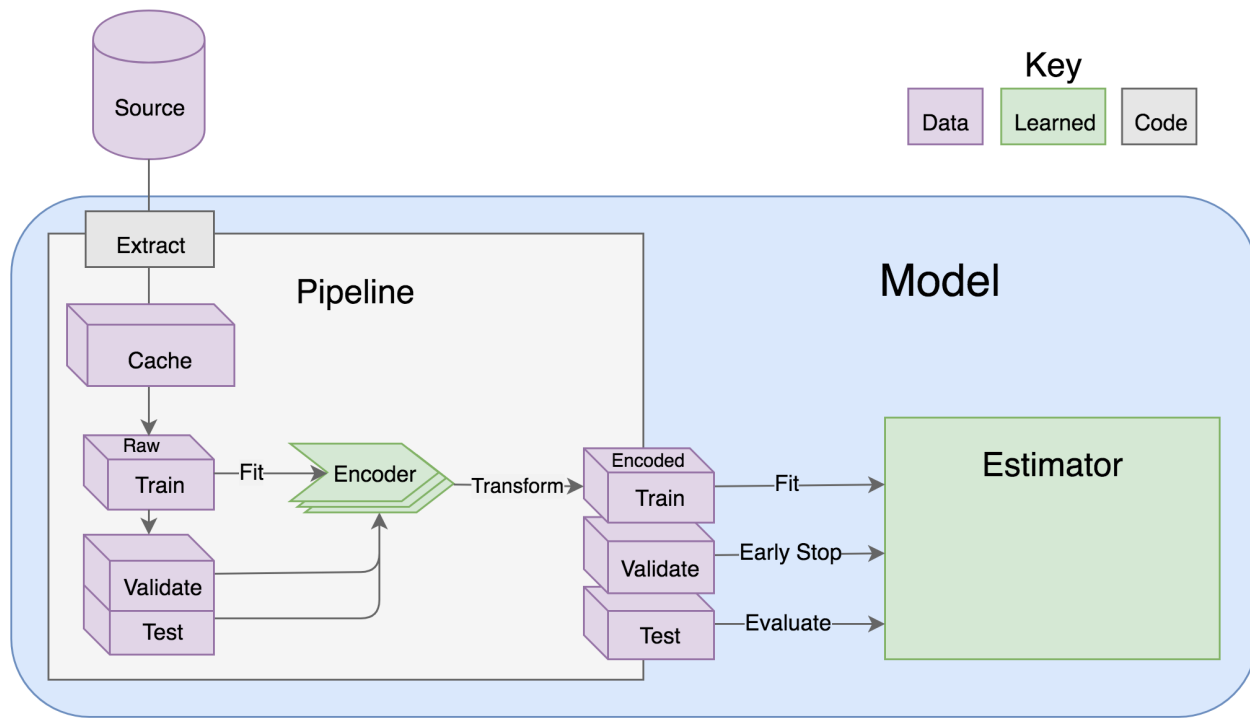 Source
Key
Data
Learned
Code
Extract
Pipeline
Model
Cache
Raw
Train
Fit
Encoder
Transform
Validate
Test
Encoded
Train
Validate
Test
Fit
Early Stop
Evaluate
Estimator